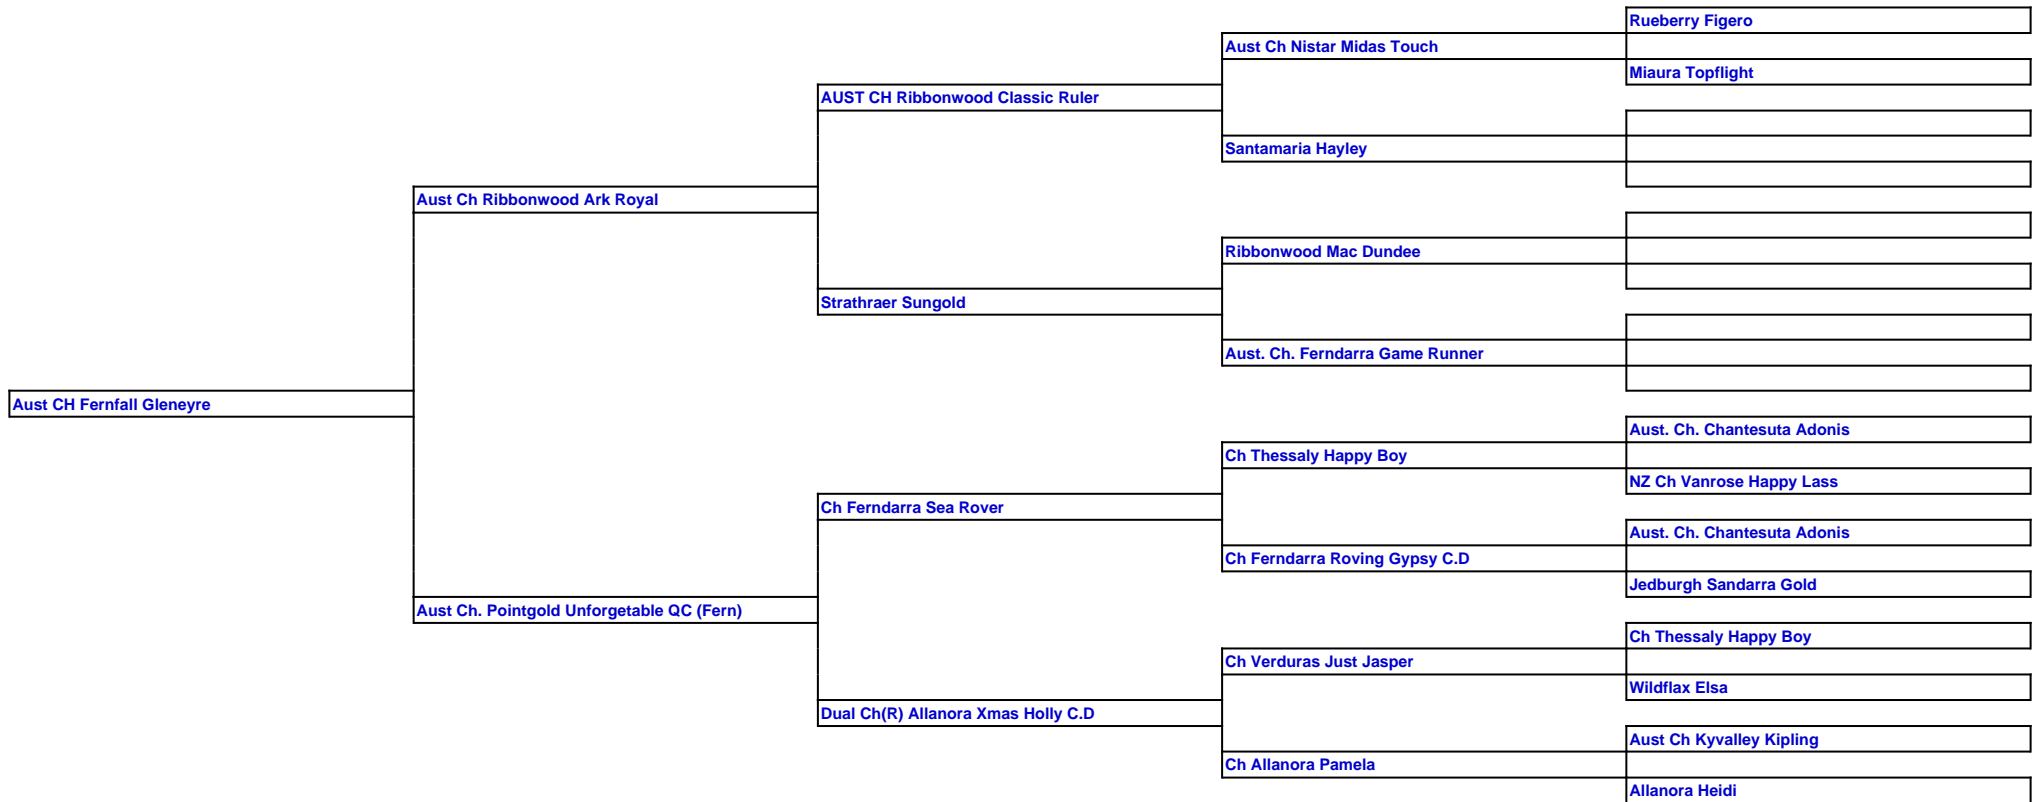 Rueberry Figero
Aust Ch Nistar Midas Touch
Miaura Topflight
AUST CH Ribbonwood Classic Ruler
Santamaria Hayley
Aust Ch Ribbonwood Ark Royal
Ribbonwood Mac Dundee
Strathraer Sungold
Aust. Ch. Ferndarra Game Runner
Aust CH Fernfall Gleneyre
Aust. Ch. Chantesuta Adonis
Ch Thessaly Happy Boy
NZ Ch Vanrose Happy Lass
Ch Ferndarra Sea Rover
Aust. Ch. Chantesuta Adonis
Ch Ferndarra Roving Gypsy C.D
Jedburgh Sandarra Gold
Aust Ch. Pointgold Unforgetable QC (Fern)
Ch Thessaly Happy Boy
Ch Verduras Just Jasper
Wildflax Elsa
Dual Ch(R) Allanora Xmas Holly C.D
Aust Ch Kyvalley Kipling
Ch Allanora Pamela
Allanora Heidi